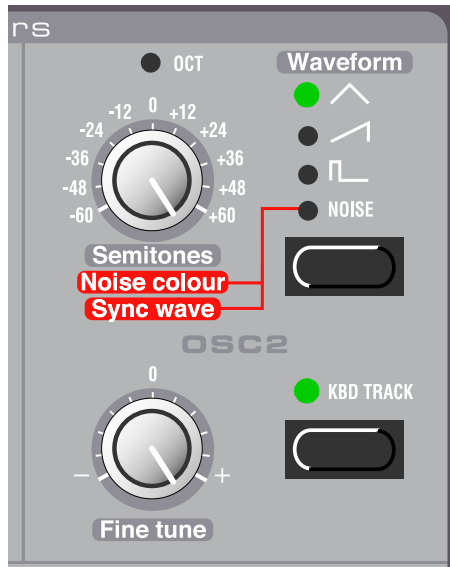 rs
OCT
Waveform
-12 0 +12
-24 +24
-36 +36
-48 +48
-60 +60
NOISE
Semitones
Noise colour
Sync wave
OSC2
0
KBD TRACK
- +
Fine tune